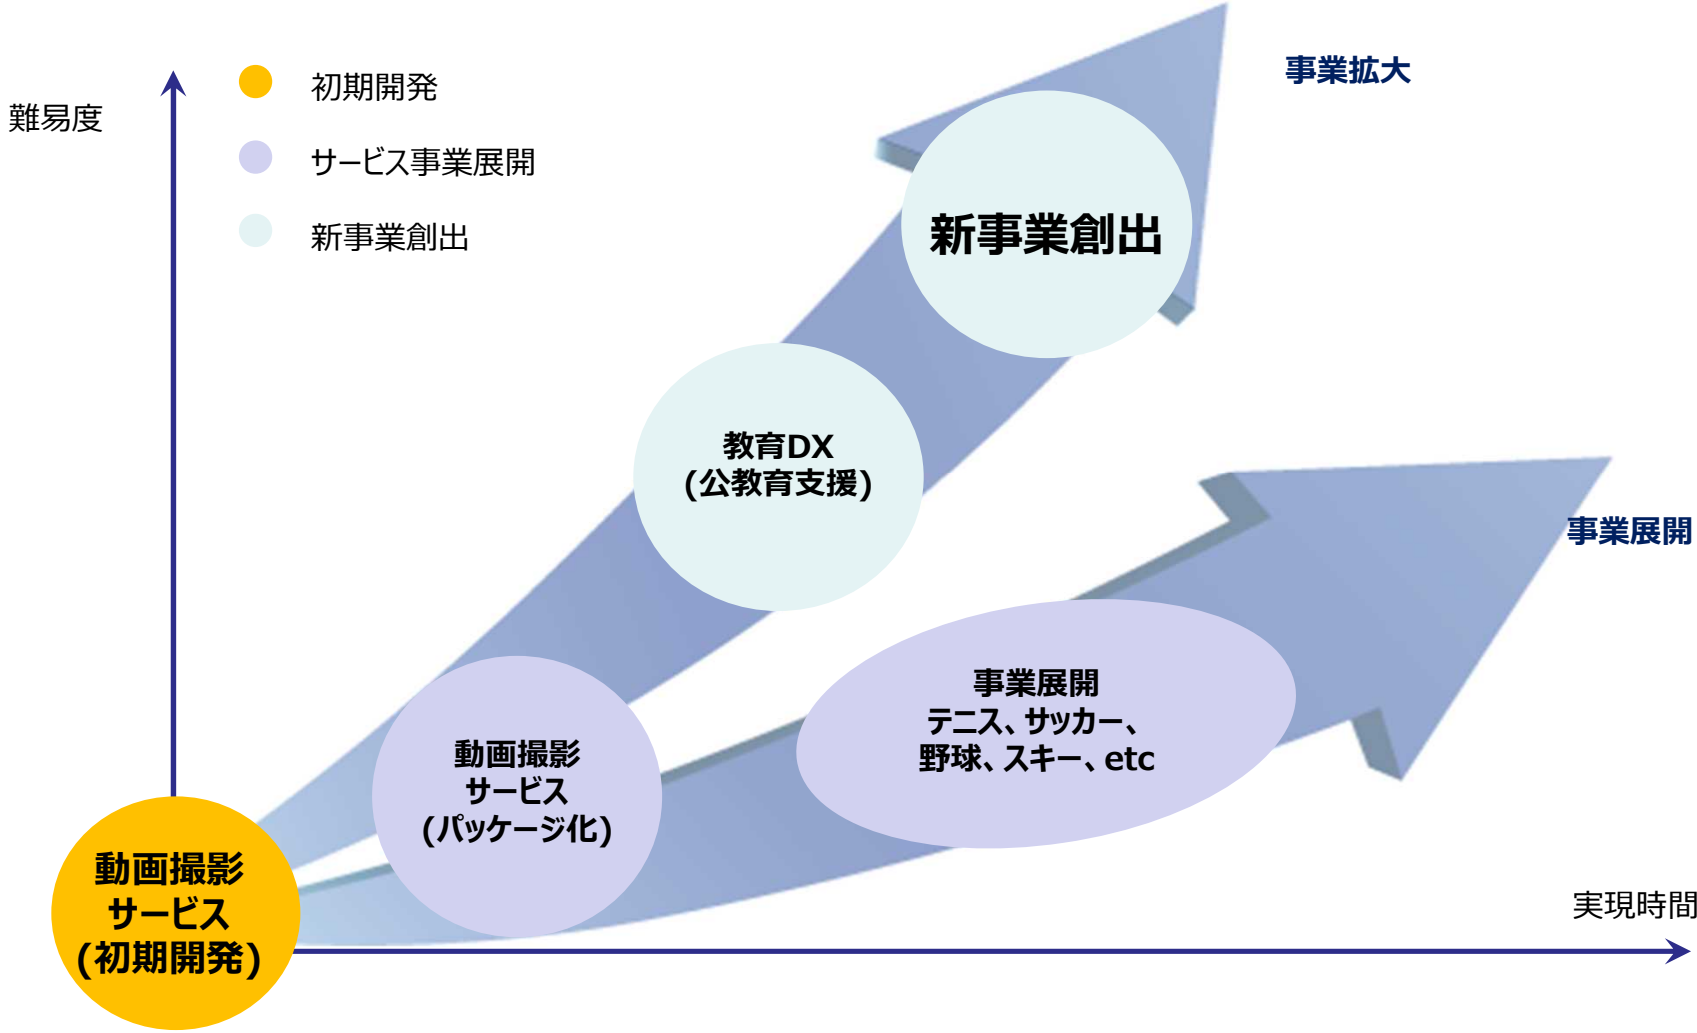 事業拡大
難易度
初期開発
サービス事業展開
新事業創出
新事業創出
教育DX
(公教育支援)
事業展開
事業展開
テニス、サッカー、
野球、スキー、etc
動画撮影
サービス
(パッケージ化)
動画撮影
サービス
(初期開発)
実現時間